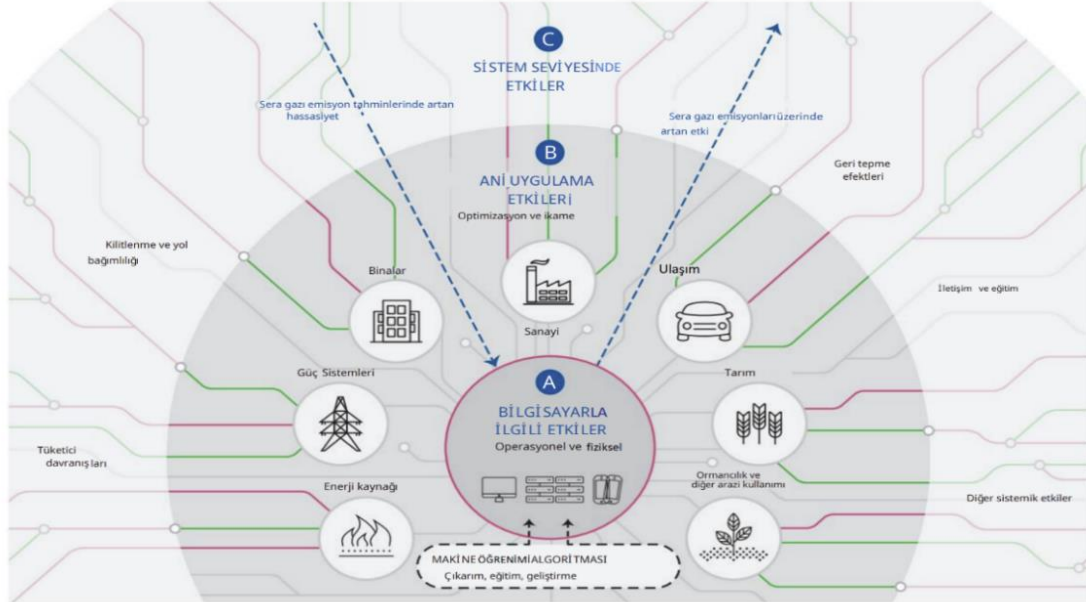 C
SİSTEM SEVİYESİNDE
ETKİLER
Sera gazı emisyon tahminlerinde artan
hassasiyet
Sera gazı emisyonları üzerinde
artan etki
B
ANİ UYGULAMA
ETKİLERİ
Optimizasyon ve ikame
Geri tepme
efektleri
Kilitlenme ve yol
bağımlılığı
Binalar
Ulaşım
İletişim ve eğitim
Sanayi
Güç Sistemleri
Tarım
A
BİLGİSAYARLA
İLGİLİ ETKİLER
Operasyonel ve fiziksel
Tüketici
davranışları
Ormancılık ve
diğer arazi kullanımı
Enerji kaynağı
Diğer sistemik etkiler
MAKİNE ÖĞRENİMİ ALGORİTMASI
Çıkarım, eğitim, geliştirme